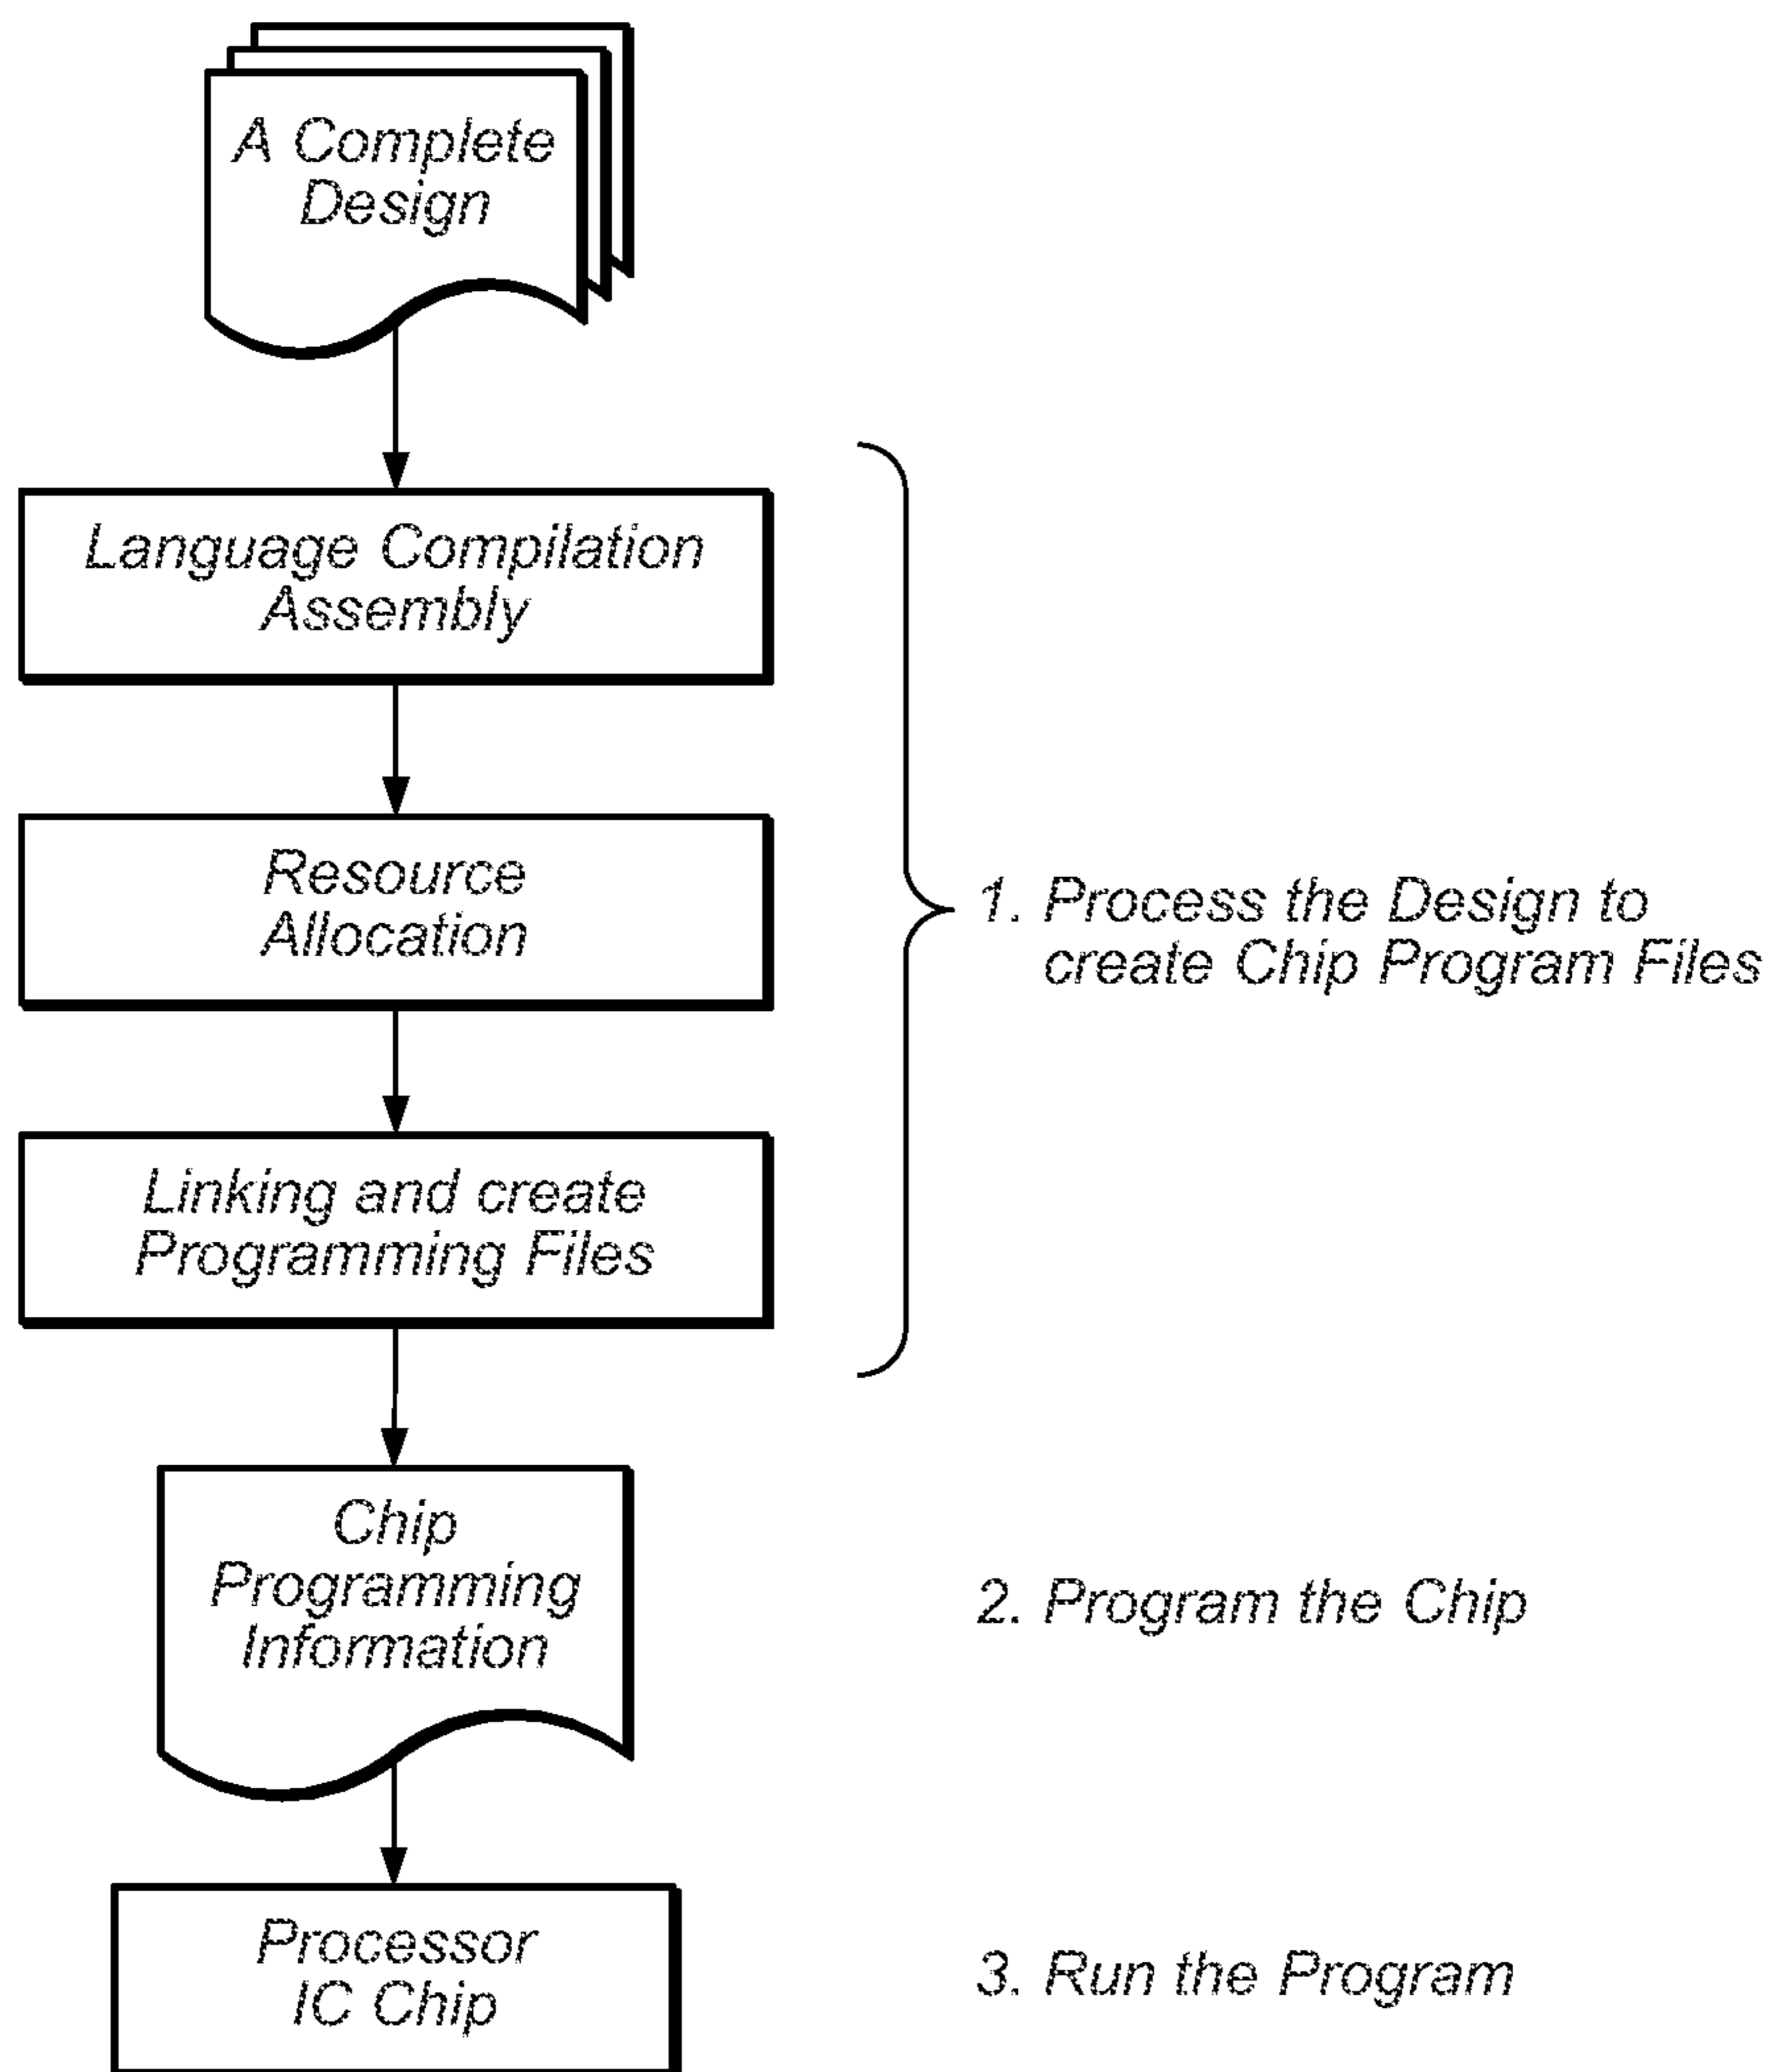 A Complete
Design
Language Compilation
Assembly
Resource
Allocation
1. Process the Design to
create Chip Program Files
Linking and create
Programming Files
Chip
Programming
Information
2. Program the Chip
Processor
IC Chip
3. Run the Program